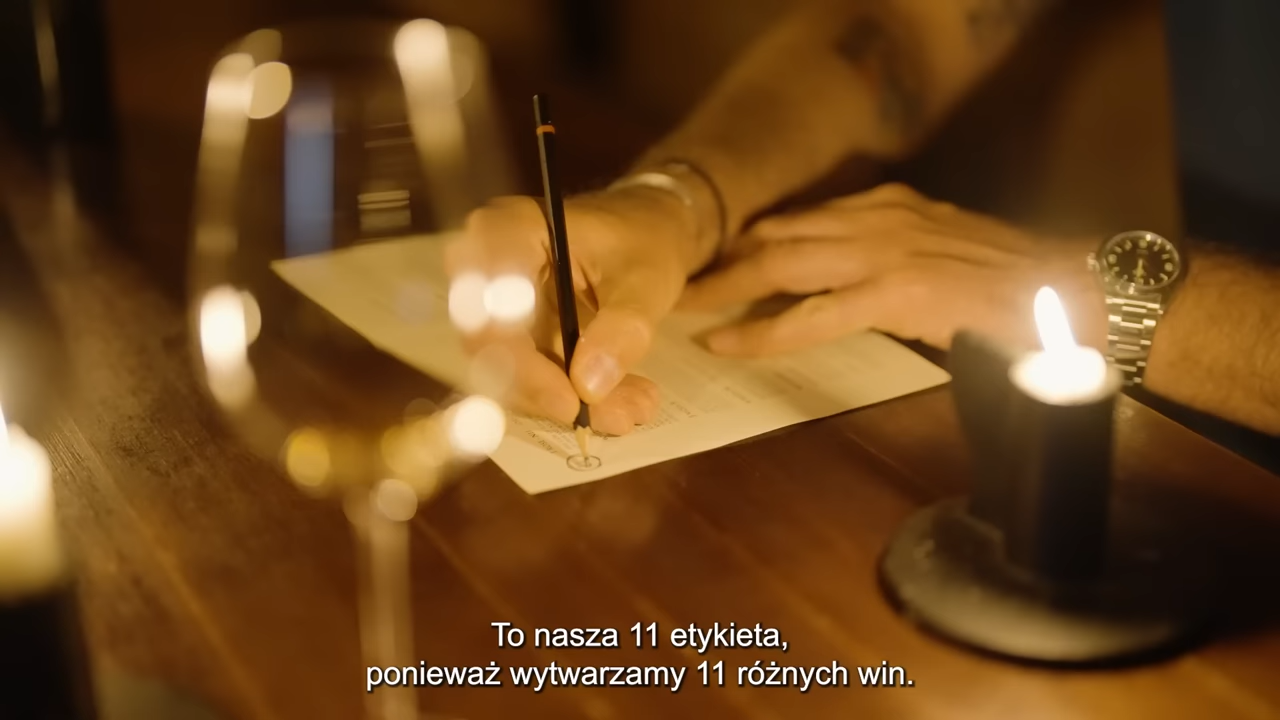 To nasza 11 etykieta,
ponieważ wytwarzamy 11 różnych win.